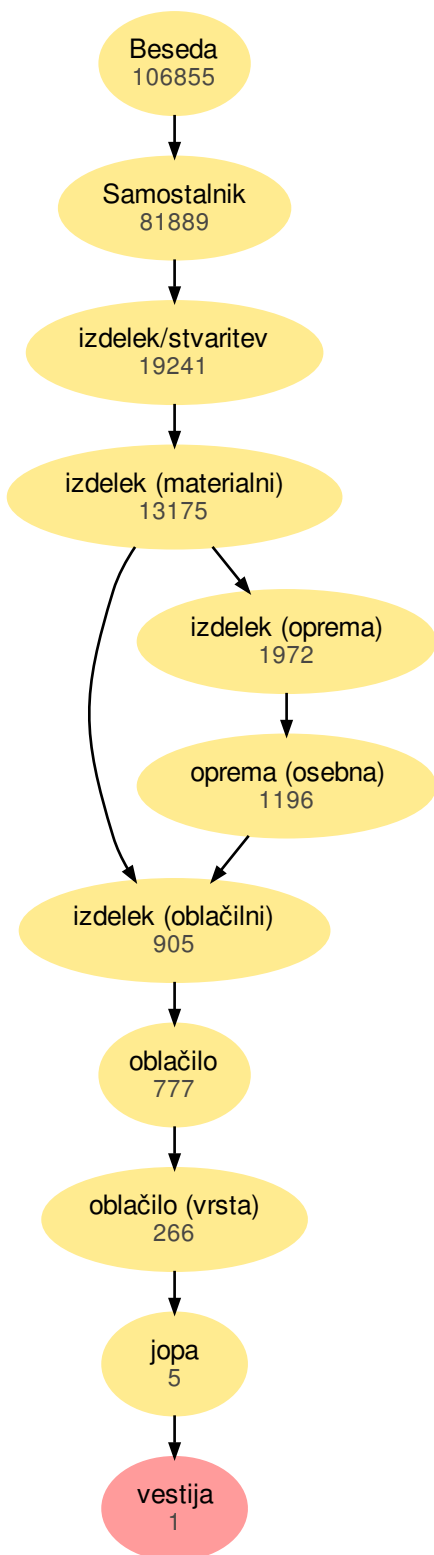 Beseda
106855
Samostalnik
81889
izdelek/stvaritev
19241
izdelek (materialni)
13175
izdelek (oprema)
1972
oprema (osebna)
1196
izdelek (oblačilni)
905
oblačilo
777
oblačilo (vrsta)
266
jopa
5
vestija
1